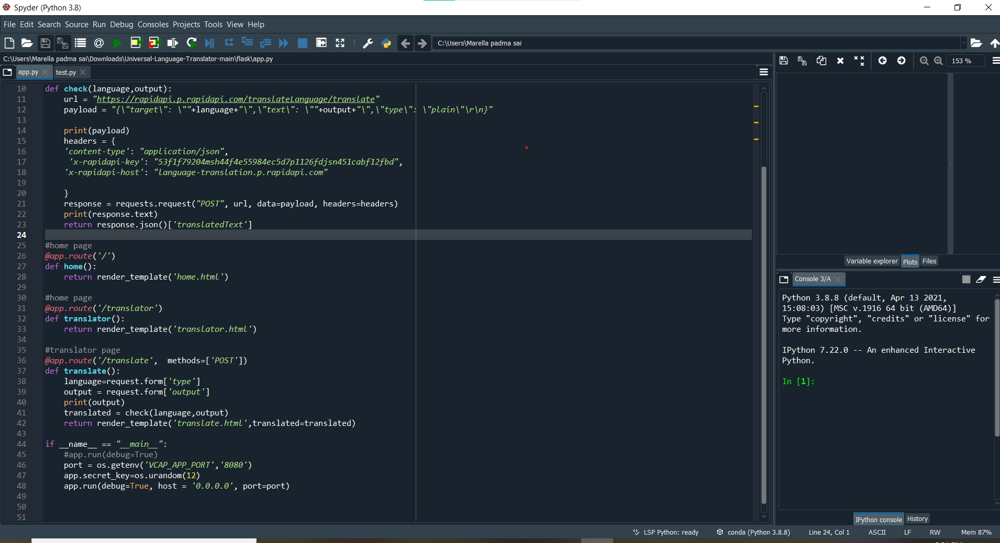 Spyder (Python 3.8)
File Edit Search Source Run Debug Consoles Projects Tools View Help
C:\Users\Marella padma sai
C:\Users\Marella padma sai\Downloads\Universal-Language-Translator-main\flask\app.py
153 %
app.py
test.py
10 def check(language,output):
11 url = "https://rapidapi.p.rapidapi.com/translateLanguage/translate"
12 payload = "{\"target\": \""+language+"\",\"text\": \""+output+"\",\"type\": \"plain\"\r\n}"
13
14 print(payload)
15 headers = {
16 'content-type': "application/json",
17 'x-rapidapi-key': "53f1f79204msh44f4e55984ec5d7p1126fdjsn451cabf12fbd",
18 'x-rapidapi-host': "language-translation.p.rapidapi.com"
19
20 }
21 response = requests.request("POST", url, data=payload, headers=headers)
22 print(response.text)
23 return response.json()['translatedText']
24
25 #home page
26 @app.route('/')
27 def home():
28 return render_template('home.html')
29
30 #home page
31 @app.route('/translator')
32 def translator():
33 return render_template('translator.html')
34
35 #translator page
36 @app.route('/translate',  methods=['POST'])
37 def translate():
38 language=request.form['type']
39 output = request.form['output']
40 print(output)
41 translated = check(language,output)
42 return render_template('translate.html',translated=translated)
43
44 if __name__ == "__main__":
45 #app.run(debug=True)
46 port = os.getenv('VCAP_APP_PORT','8080')
47 app.secret_key=os.urandom(12)
48 app.run(debug=True, host = '0.0.0.0', port=port)
49
50
51
Variable explorer Plots Files
Console 3/A
Python 3.8.8 (default, Apr 13 2021,
15:08:03) [MSC v.1916 64 bit (AMD64)]
Type "copyright", "credits" or "license" for
more information.
IPython 7.22.0 -- An enhanced Interactive
Python.
In [1]:
IPython console History
LSP Python: ready conda (Python 3.8.8) Line 24, Col 1 ASCII LF RW Mem 87%